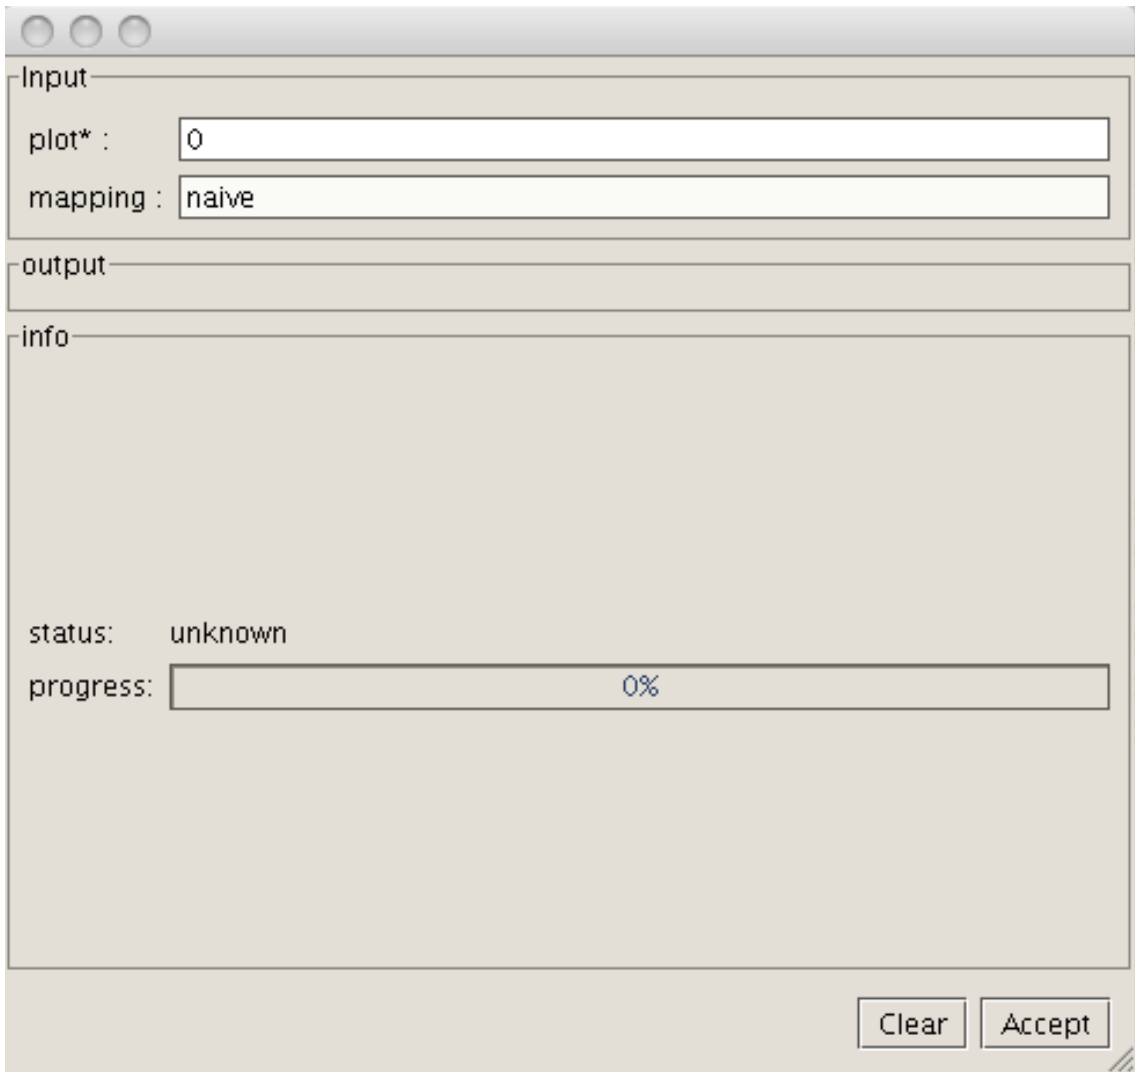 Input
plot* : 0
mapping : naive
output
info
status: unknown
progress: 0%
Clear Accept